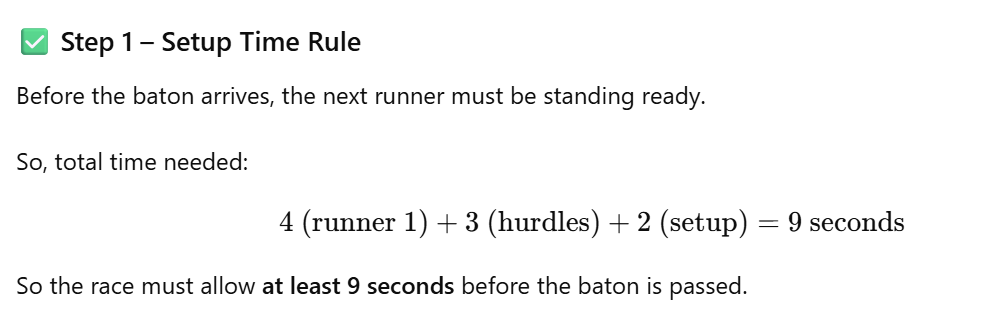 ✅ Step 1 – Setup Time Rule
Before the baton arrives, the next runner must be standing ready.
So, total time needed:
4 (runner 1) + 3 (hurdles) + 2 (setup) = 9 seconds
So the race must allow at least 9 seconds before the baton is passed.